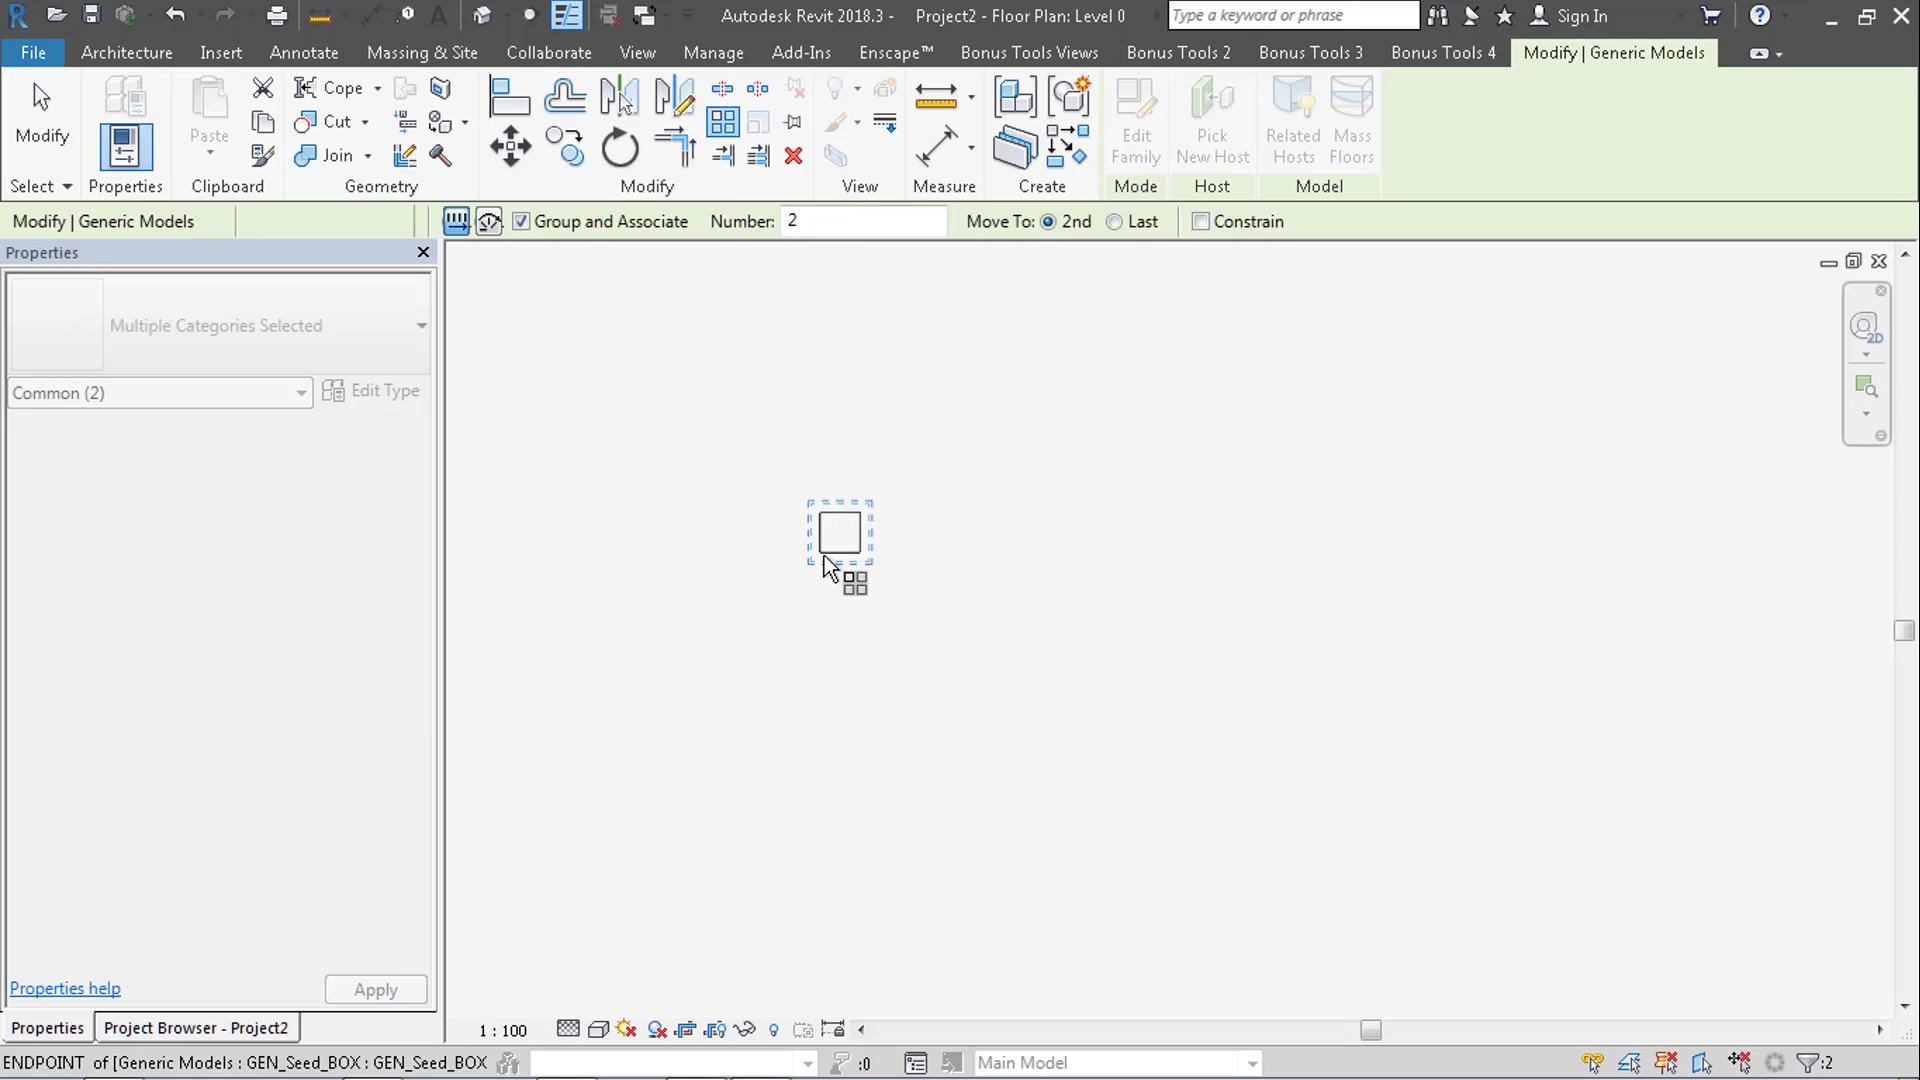 Autodesk Revit 2018.3 - Project2 - Floor Plan: Level 0
Type a keyword or phrase
Sign In
File Architecture Insert Annotate Massing & Site Collaborate View Manage Add-Ins Enscape™ Bonus Tools Views Bonus Tools 2 Bonus Tools 3 Bonus Tools 4 Modify | Generic Models
Modify
Paste
Cope
Cut
Join
Edit Family
Pick New Host
Related Hosts
Mass Floors
Select Properties Clipboard Geometry Modify View Measure Create Mode Host Model
Modify | Generic Models
Group and Associate Number: 2 Move To: 2nd Last Constrain
Properties
Multiple Categories Selected
Common (2) Edit Type
2D
Properties help Apply
Properties Project Browser - Project2
1 : 100
ENDPOINT of [Generic Models : GEN_Seed_BOX : GEN_Seed_BOX :0 Main Model :2